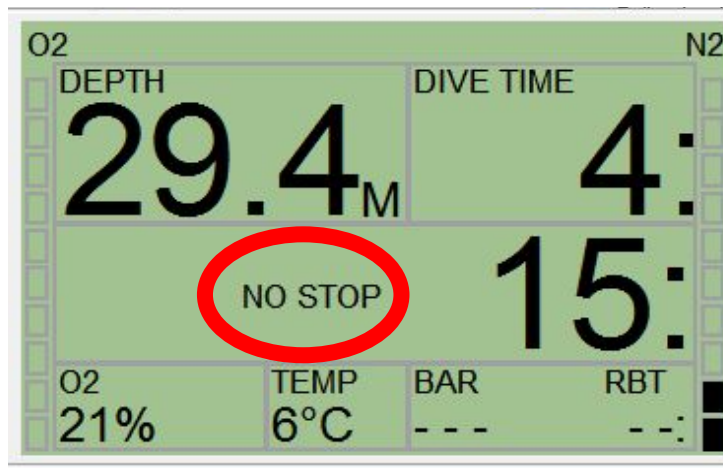 O2 N2
DEPTH DIVE TIME
29.4M 4:
NO STOP 15:
O2 TEMP BAR RBT
21% 6°C --- --: